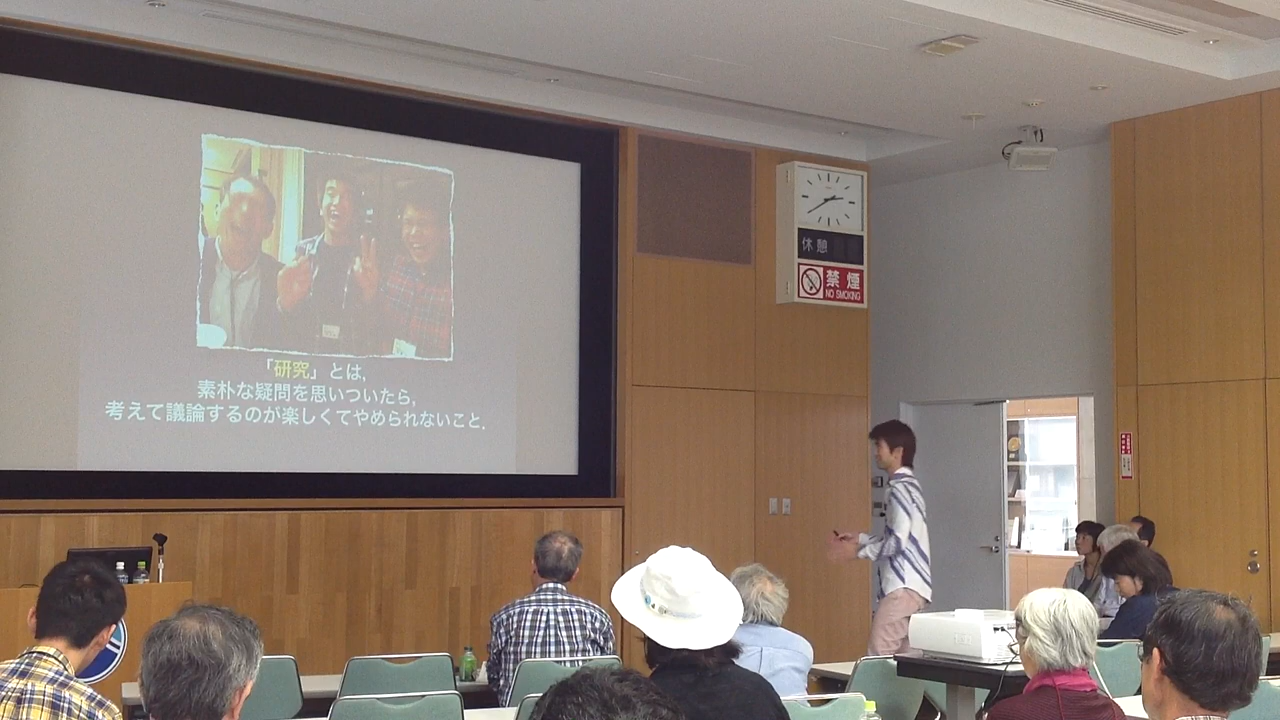 「研究」とは,
素朴な疑問を思いついたら,
考えて議論するのが楽しくてやめられないこと.
休憩
禁煙
NO SMOKING